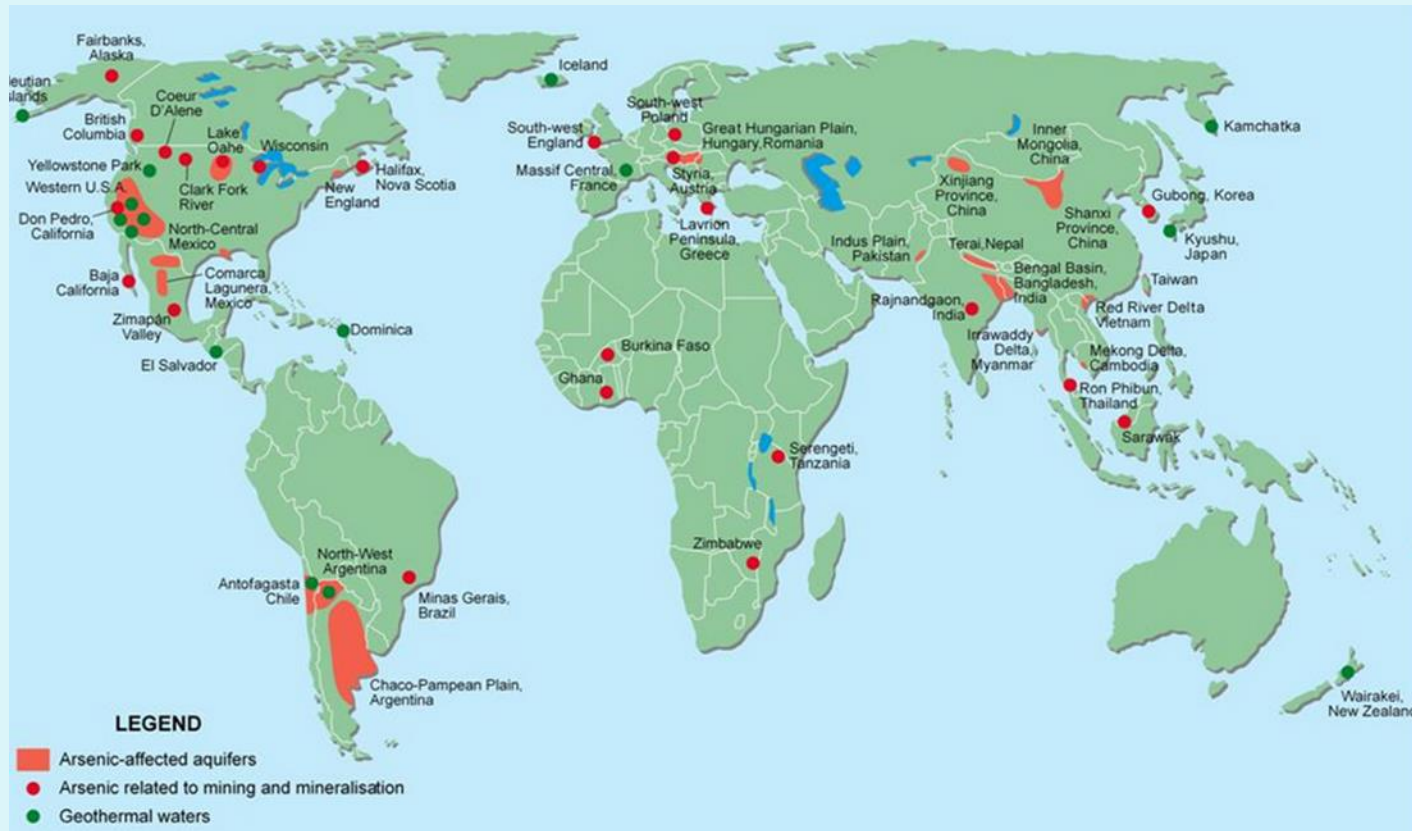 Fairbanks,
Alaska
eutian
lands
Coeur
D'Alene
British
Columbia
Lake
Oahe
Wisconsin
Yellowstone Park
Western U.S.A.
Clark Fork
River
New
England
Halifax,
Nova Scotia
Don Pedro,
California
North-Central
Mexico
Baja
California
Comarca
Lagunera,
Mexico
Zimapán
Valley
El Salvador
Dominica
Iceland
South-west
Poland
South-west
England
Great Hungarian Plain,
Hungary,Romania
Massif Central,
France
Styria,
Austria
Lavrion
Peninsula,
Greece
Kamchatka
Inner
Mongolia,
China
Xinjiang
Province,
China
Gubong, Korea
Shanxi
Province,
China
Kyushu,
Japan
Indus Plain,
Pakistan
Terai,Nepal
Bengal Basin,
Bangladesh,
India
Taiwan
Rajnandgaon,
India
Red River Delta
Vietnam
Irrawaddy
Delta,
Myanmar
Mekong Delta,
Cambodia
Ron Phibun,
Thailand
Sarawak
Burkina Faso
Ghana
Serengeti,
Tanzania
Zimbabwe
North-West
Argentina
Antofagasta
Chile
Minas Gerais,
Brazil
Chaco-Pampean Plain,
Argentina
Wairakei,
New Zealand
LEGEND
Arsenic-affected aquifers
Arsenic related to mining and mineralisation
Geothermal waters